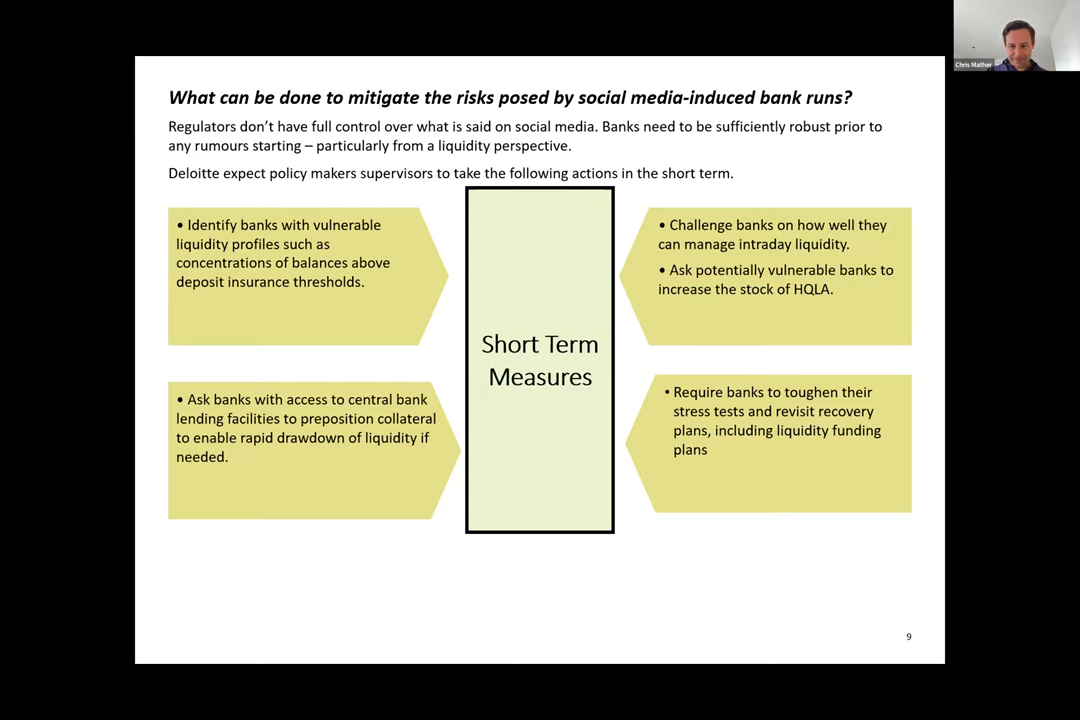 What can be done to mitigate the risks posed by social media-induced bank runs?
Regulators don’t have full control over what is said on social media. Banks need to be sufficiently robust prior to
any rumours starting – particularly from a liquidity perspective.
Deloitte expect policy makers supervisors to take the following actions in the short term.
• Identify banks with vulnerable
liquidity profiles such as
concentrations of balances above
deposit insurance thresholds.
• Ask banks with access to central bank
lending facilities to preposition collateral
to enable rapid drawdown of liquidity if
needed.
Short Term
Measures
• Challenge banks on how well they
can manage intraday liquidity.
• Ask potentially vulnerable banks to
increase the stock of HQLA.
• Require banks to toughen their
stress tests and revisit recovery
plans, including liquidity funding
plans
9
Chris Mather